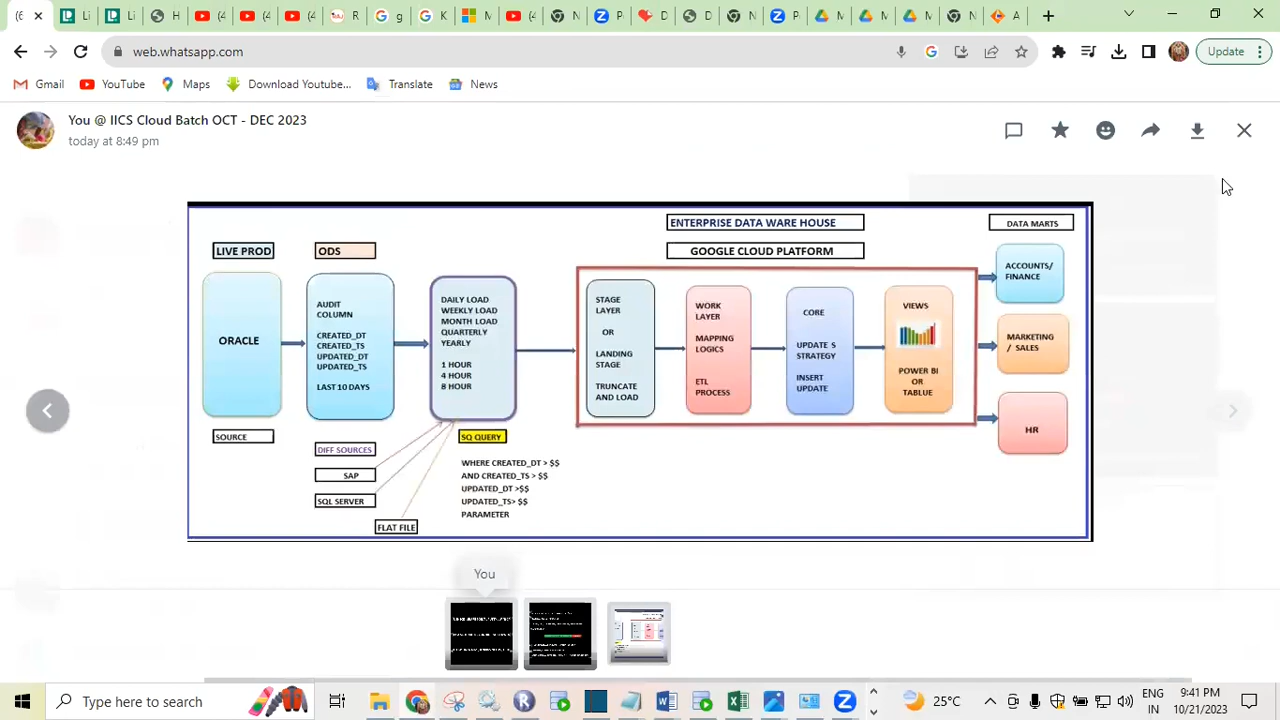 web.whatsapp.com
Update
Gmail
YouTube
Maps
Download Youtube...
Translate
News
You @ IICS Cloud Batch OCT - DEC 2023
today at 8:49 pm
ENTERPRISE DATA WARE HOUSE
DATA MARTS
LIVE PROD
ODS
GOOGLE CLOUD PLATFORM
ORACLE
AUDIT
COLUMN
CREATED_DT
CREATED_TS
UPDATED_DT
UPDATED_TS
LAST 10 DAYS
DAILY LOAD
WEEKLY LOAD
MONTH LOAD
QUARTERLY
YEARLY
1 HOUR
4 HOUR
8 HOUR
STAGE
LAYER
OR
LANDING
STAGE
TRUNCATE
AND LOAD
WORK
LAYER
MAPPING
LOGICS
ETL
PROCESS
CORE
UPDATE S
STRATEGY
INSERT
UPDATE
VIEWS
POWER BI
OR
TABLUE
ACCOUNTS/
FINANCE
MARKETING
/ SALES
HR
SOURCE
DIFF SOURCES
SAP
SQL SERVER
FLAT FILE
SQ QUERY
WHERE CREATED_DT > $$
AND CREATED_TS > $$
UPDATED_DT >$$
UPDATED_TS> $$
PARAMETER
You
Type here to search
25°C
ENG
IN
9:41 PM
10/21/2023